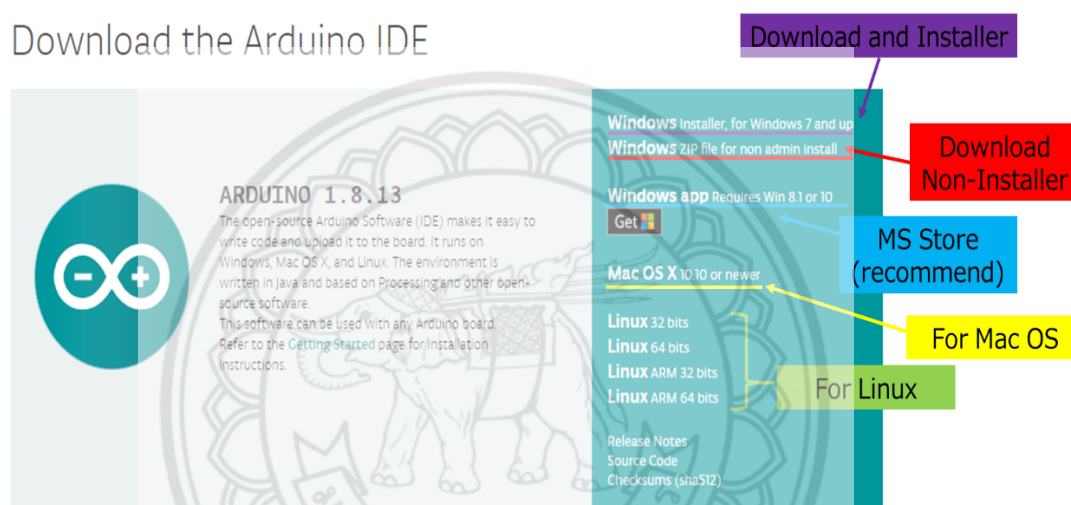 Download the Arduino IDE
Download and Installer
Windows Installer, for Windows 7 and up
Windows ZIP file for non admin install
Download
Non-Installer
ARDUINO 1.8.13
The open-source Arduino Software (IDE) makes it easy to
write code and upload it to the board. It runs on
Windows, Mac OS X, and Linux. The environment is
written in Java and based on Processing and other open-
source software.
This software can be used with any Arduino board.
Refer to the Getting Started page for Installation
instructions.
Windows app Requires Win 8.1 or 10
Get
MS Store
(recommend)
Mac OS X 10.10 or newer
For Mac OS
Linux 32 bits
Linux 64 bits
Linux ARM 32 bits
Linux ARM 64 bits
For Linux
Release Notes
Source Code
Checksums (sha512)